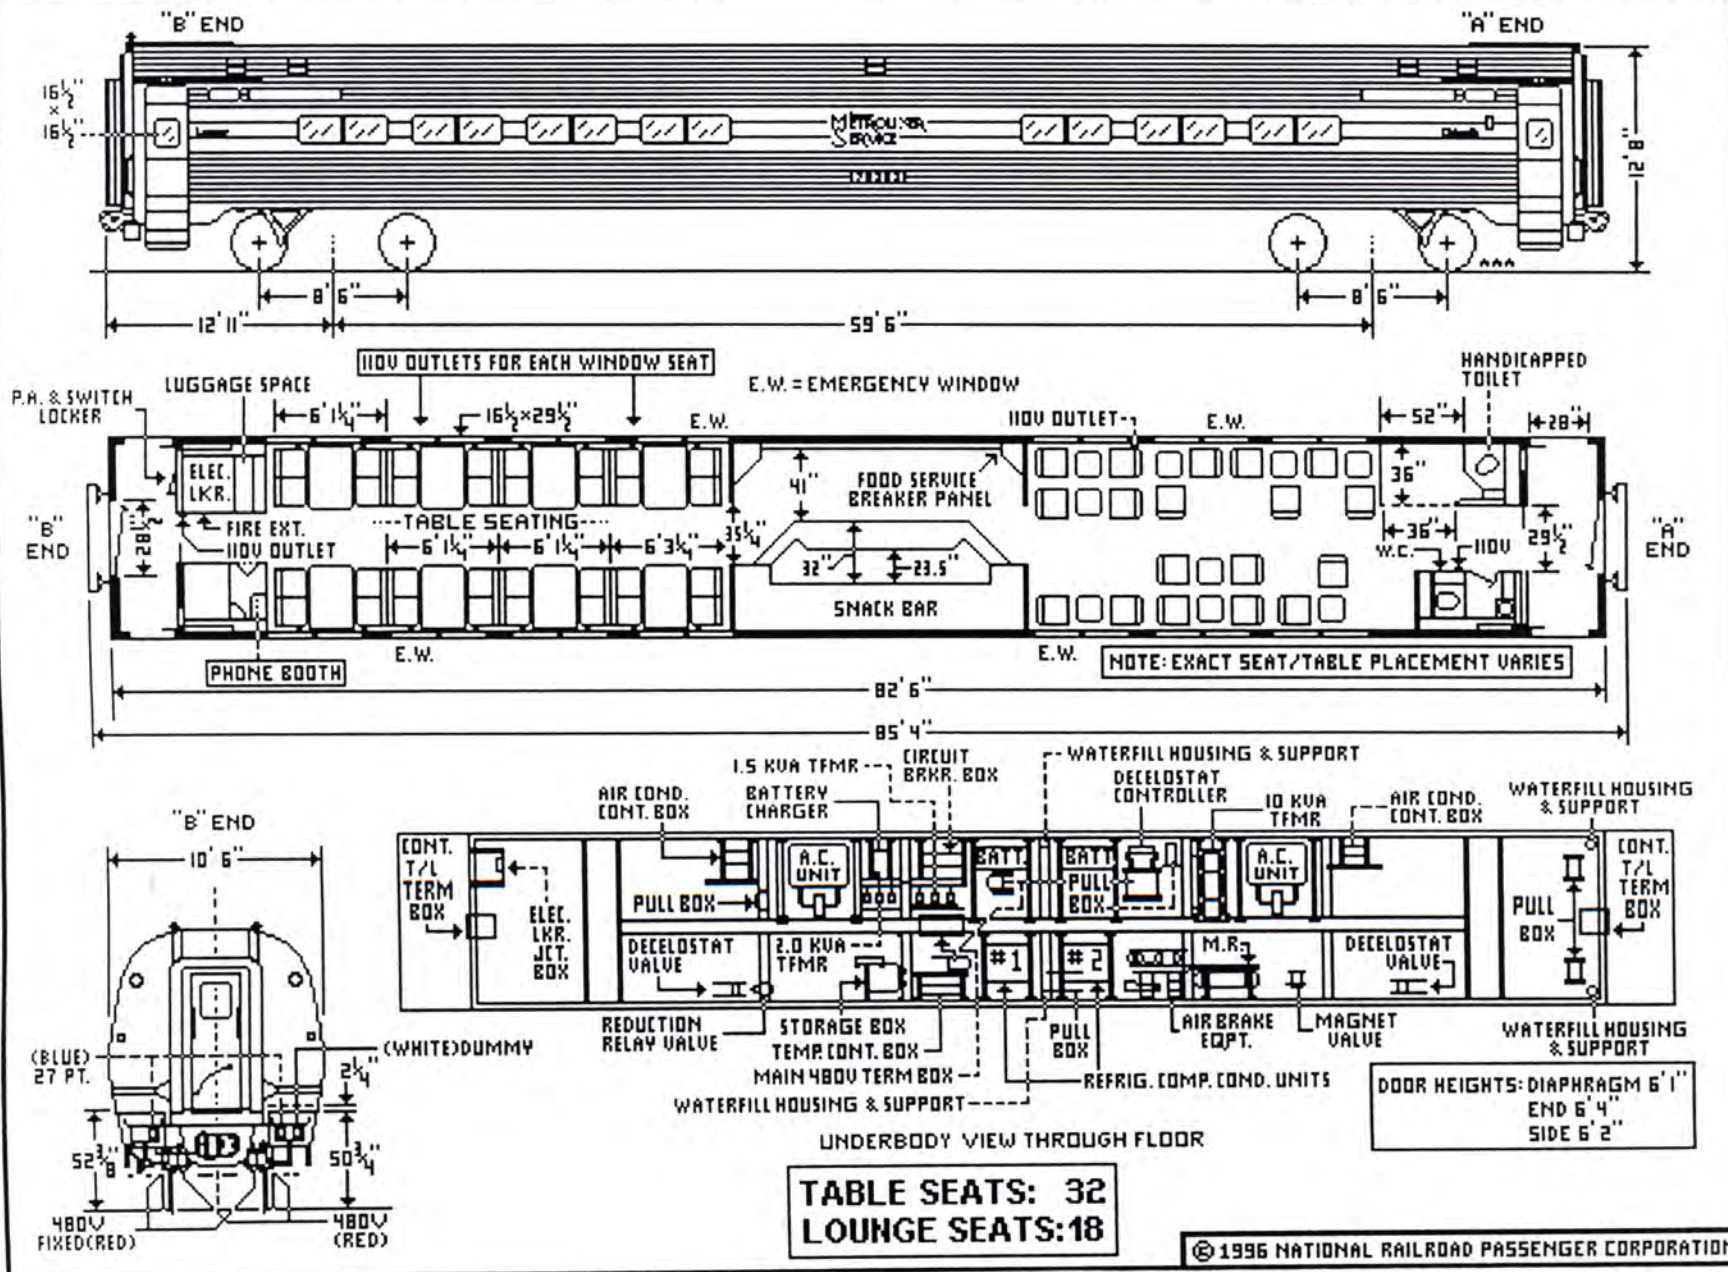 "B" END
"A" END
16½"
×
16½"
METROLINER
SERVICE
12' 8"
8' 6"
8' 6"
12' 11"
59' 6"
110V OUTLETS FOR EACH WINDOW SEAT
E.W. = EMERGENCY WINDOW
HANDICAPPED
TOILET
P.A. & SWITCH
LOCKER
LUGGAGE SPACE
6' 1¼"
16½" × 29½"
E.W.
110V OUTLET
E.W.
52"
28"
ELEC.
LKR.
41"
FOOD SERVICE
BREAKER PANEL
36"
"B"
END
28½"
FIRE EXT.
110V OUTLET
TABLE SEATING
6' 1¼"
6' 1¼"
6' 3¼"
35¼"
32"
23.5"
SNACK BAR
36"
W.C.
110V
29½"
"A"
END
PHONE BOOTH
E.W.
E.W.
NOTE: EXACT SEAT/TABLE PLACEMENT VARIES
82' 6"
85' 4"
1.5 KVA TFMR
CIRCUIT
BRKR. BOX
WATERFILL HOUSING & SUPPORT
AIR COND.
CONT. BOX
BATTERY
CHARGER
DECELOSTAT
CONTROLLER
10 KVA
TFMR
AIR COND.
CONT. BOX
WATERFILL HOUSING
& SUPPORT
"B" END
10' 6"
CONT.
T/L
TERM
BOX
ELEC.
LKR.
JCT.
BOX
PULL BOX
A.C.
UNIT
BATT.
BATT.
PULL
BOX
A.C.
UNIT
PULL
BOX
CONT.
T/L
TERM
BOX
DECELOSTAT
VALVE
2.0 KVA
TFMR
#1
#2
M.R.
DECELOSTAT
VALVE
REDUCTION
RELAY VALVE
STORAGE BOX
TEMP. CONT. BOX
MAIN 480V TERM BOX
WATERFILL HOUSING & SUPPORT
PULL
BOX
AIR BRAKE
EQPT.
MAGNET
VALVE
WATERFILL HOUSING
& SUPPORT
REFRIG. COMP. COND. UNITS
(BLUE)
27 PT.
(WHITE) DUMMY
2¼"
52⅜"
50¾"
480V
FIXED (RED)
480V
(RED)
UNDERBODY VIEW THROUGH FLOOR
DOOR HEIGHTS: DIAPHRAGM 6' 1"
END 6' 4"
SIDE 6' 2"
TABLE SEATS: 32
LOUNGE SEATS: 18
© 1996 NATIONAL RAILROAD PASSENGER CORPORATION